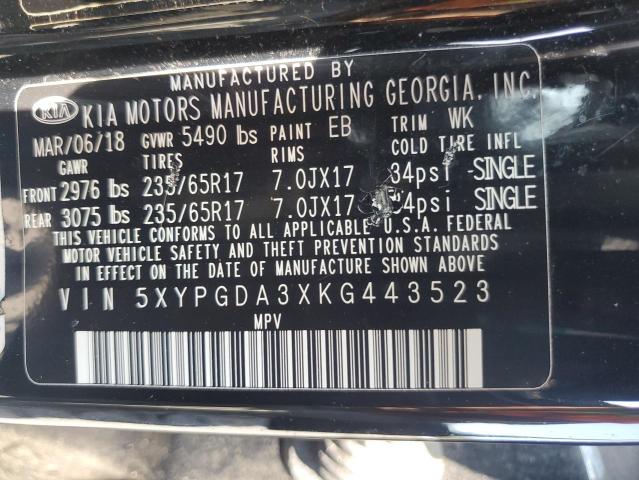 MANUFACTURED BY
KIA KIA MOTORS MANUFACTURING GEORGIA, INC.
MAR/06/18 GVWR 5490 lbs PAINT EB TRIM WK
GAWR TIRES RIMS COLD TIRE INFL
FRONT 2976 lbs 235/65R17 7.0JX17 34psi SINGLE
REAR 3075 lbs 235/65R17 7.0JX17 4psi SINGLE
THIS VEHICLE CONFORMS TO ALL APPLICABLE U.S.A. FEDERAL
MOTOR VEHICLE SAFETY AND THEFT PREVENTION STANDARDS
IN EFFECT ON THE DATE OF MANUFACTURE SHOWN ABOVE.
VIN 5XYPGDA3XKG443523
MPV